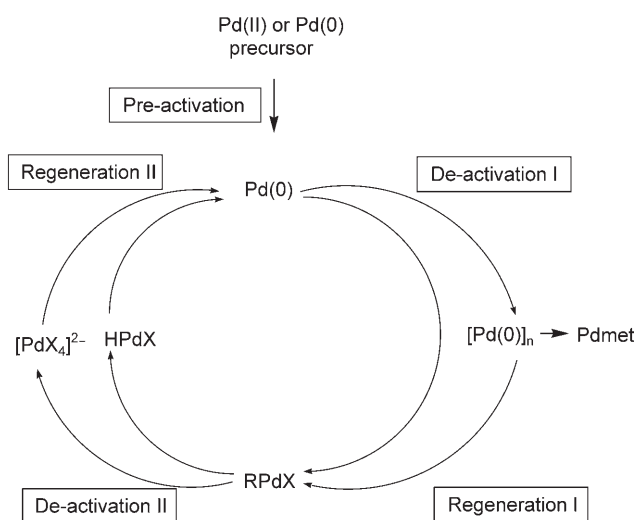 Pd(II) or Pd(0)
precursor
Pre-activation
Regeneration II
De-activation I
Pd(0)
[PdX4]2–
HPdX
[Pd(0)]n
Pdmet
RPdX
De-activation II
Regeneration I